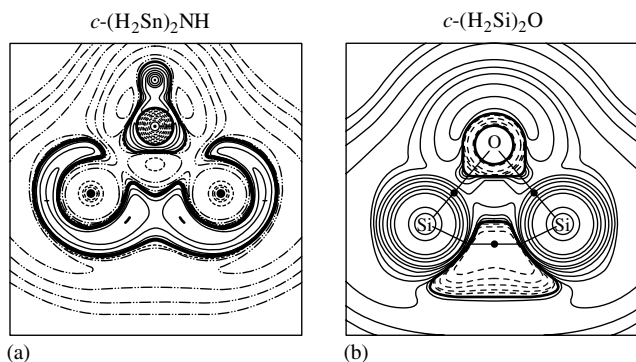 c-(H₂Sn)₂NH
c-(H₂Si)₂O
O
Si
Si
(a)
(b)